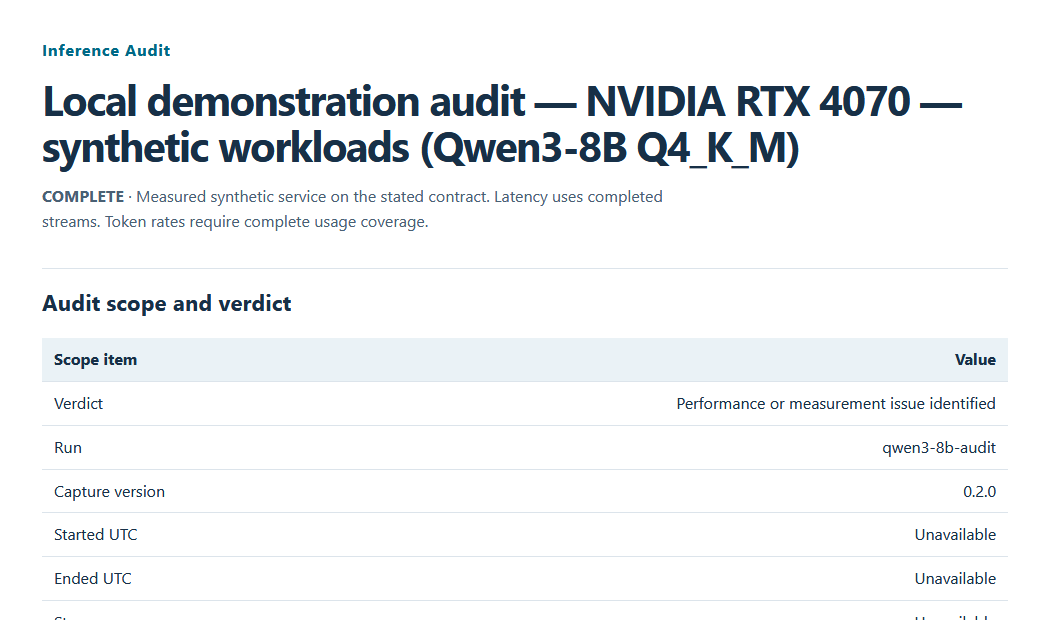 Inference Audit
Local demonstration audit — NVIDIA RTX 4070 —
synthetic workloads (Qwen3-8B Q4_K_M)
COMPLETE · Measured synthetic service on the stated contract. Latency uses completed
streams. Token rates require complete usage coverage.
Audit scope and verdict
Scope item Value
Verdict Performance or measurement issue identified
Run qwen3-8b-audit
Capture version 0.2.0
Started UTC Unavailable
Ended UTC Unavailable